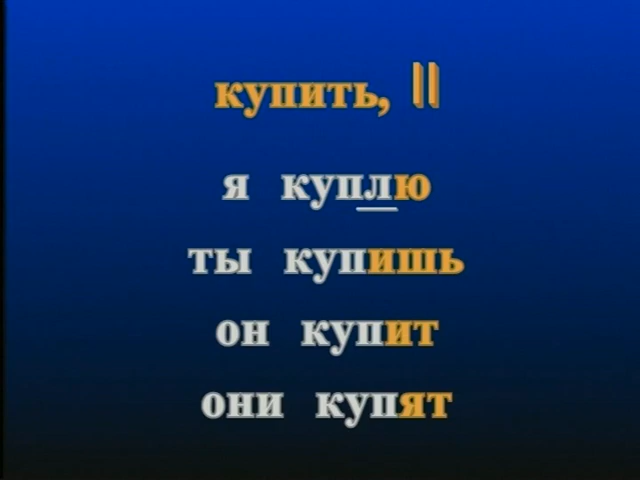 купить, II
я куплю
ты купишь
он купит
они купят